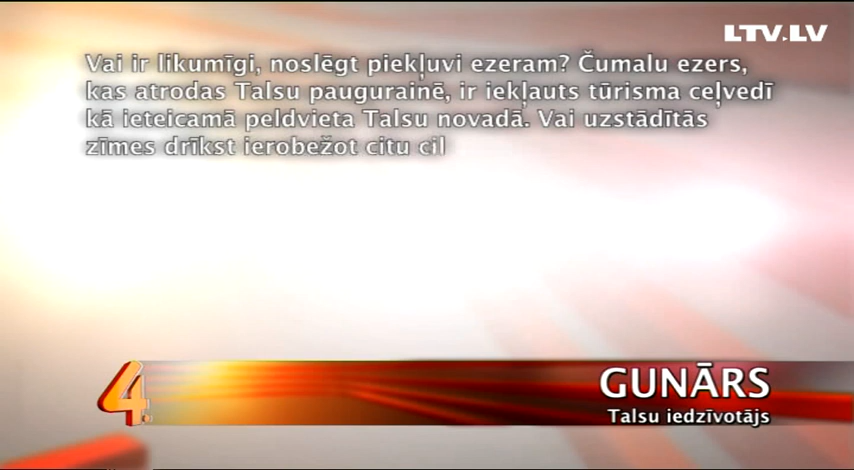 LTV.LV
Vai ir likumīgi, noslēgt piekļuvi ezeram? Čumalu ezers,
kas atrodas Talsu paugurainē, ir iekļauts tūrisma ceļvedī
kā ieteicamā peldvieta Talsu novadā. Vai uzstādītās
zīmes drīkst ierobežot citu cil
4.
GUNĀRS
Talsu iedzīvotājs